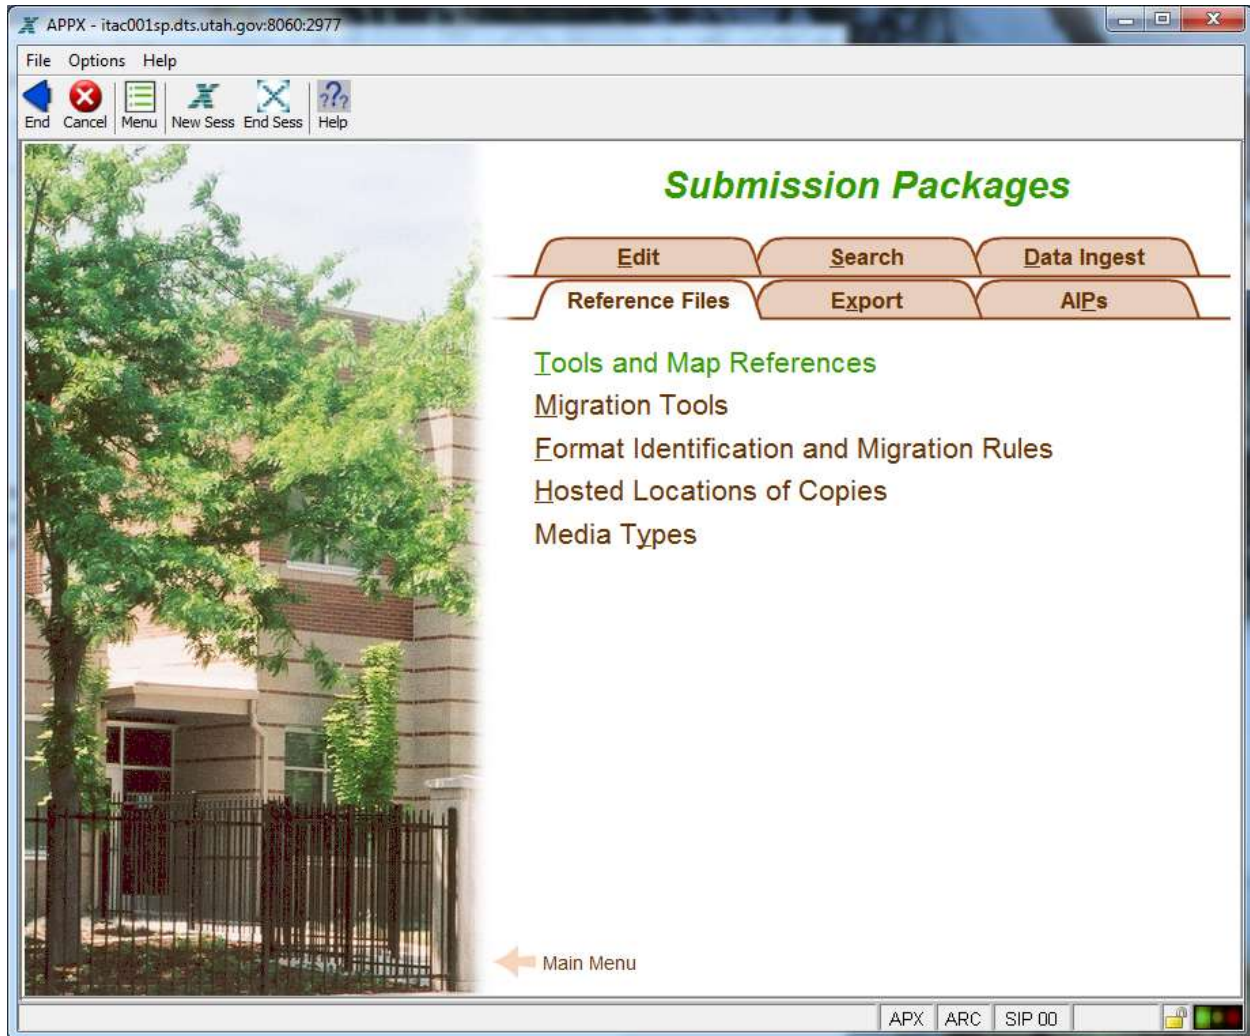 APPX - itac001sp.dts.utah.gov:8060:2977
File Options Help
End Cancel Menu New Sess End Sess Help
Submission Packages
Edit Search Data Ingest
Reference Files Export AIPs
Tools and Map References
Migration Tools
Format Identification and Migration Rules
Hosted Locations of Copies
Media Types
Main Menu
APX ARC SIP 00